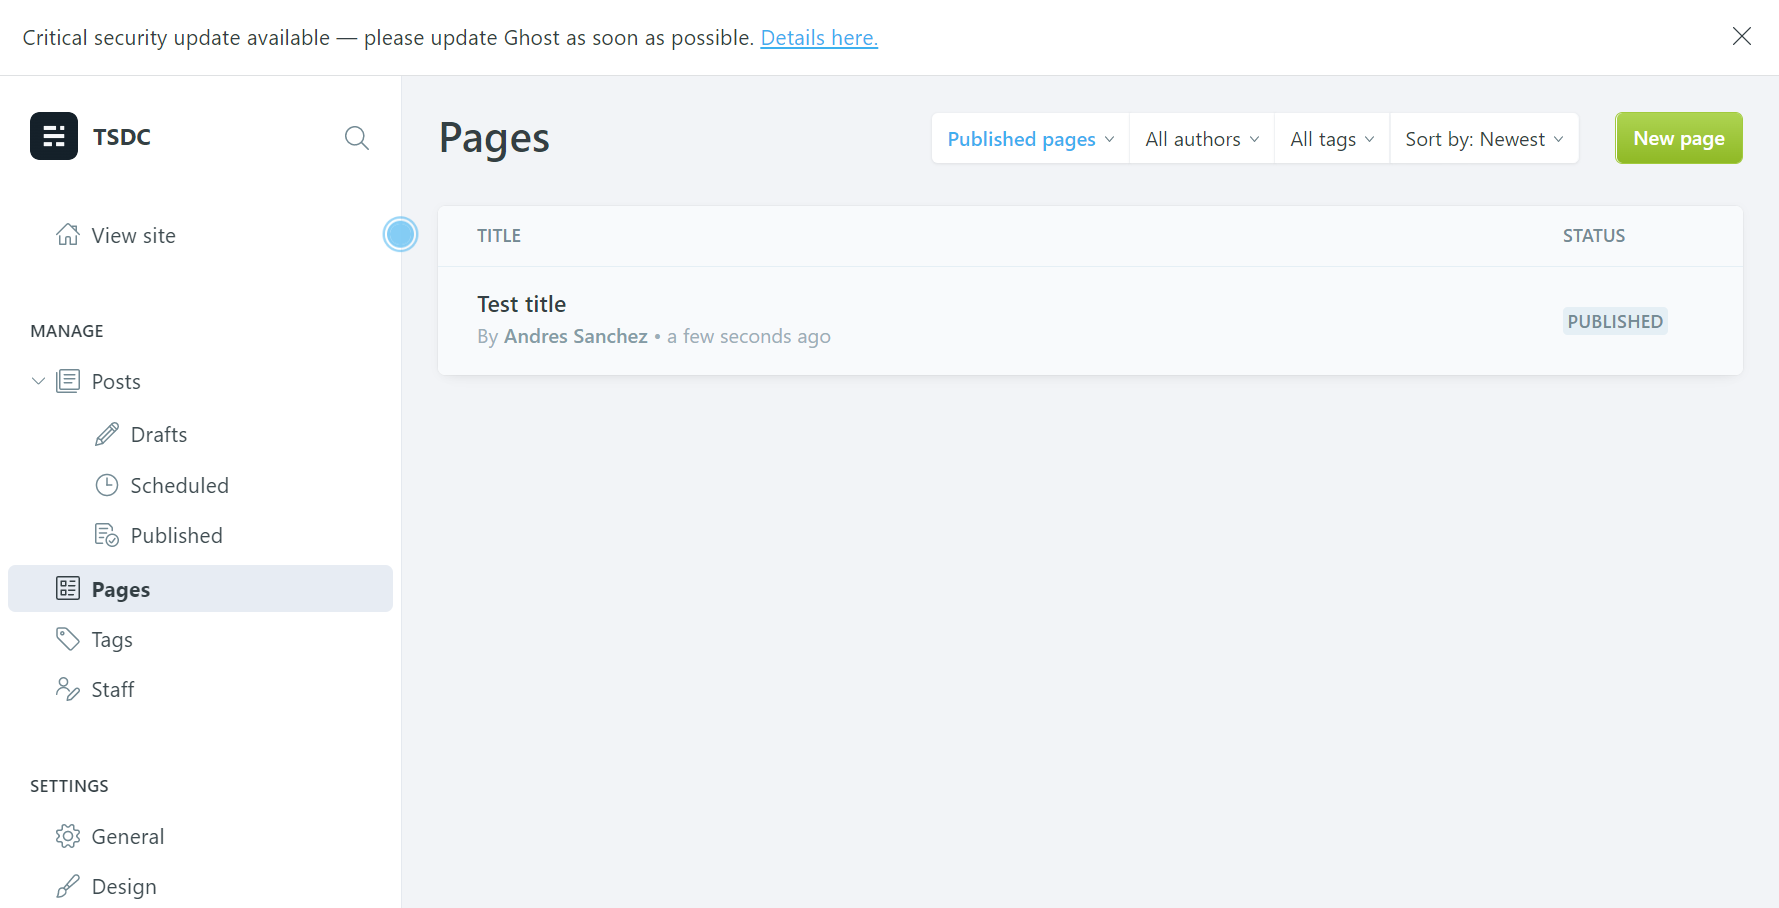 Critical security update available — please update Ghost as soon as possible. Details here.
TSDC
View site
MANAGE
Posts
Drafts
Scheduled
Published
Pages
Tags
Staff
SETTINGS
General
Design
Pages
Published pages
All authors
All tags
Sort by: Newest
New page
TITLE
STATUS
Test title
By Andres Sanchez • a few seconds ago
PUBLISHED